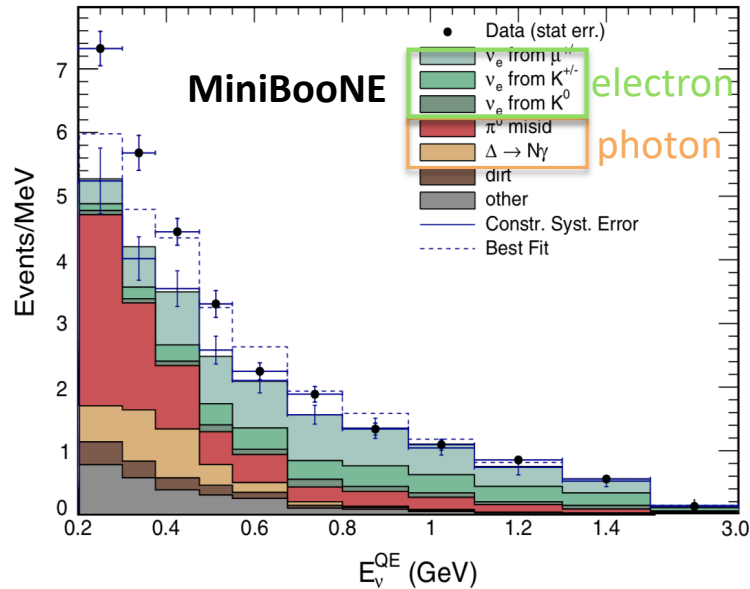 Data (stat err.)
νe from μ+/-
νe from K+/-
νe from K0
π0 misid
Δ → Nγ
dirt
other
Constr. Syst. Error
Best Fit
MiniBooNE
electron
photon
Events/MeV
7
6
5
4
3
2
1
0
0.2
0.4
0.6
0.8
1
1.2
1.4
3.0
EνQE (GeV)